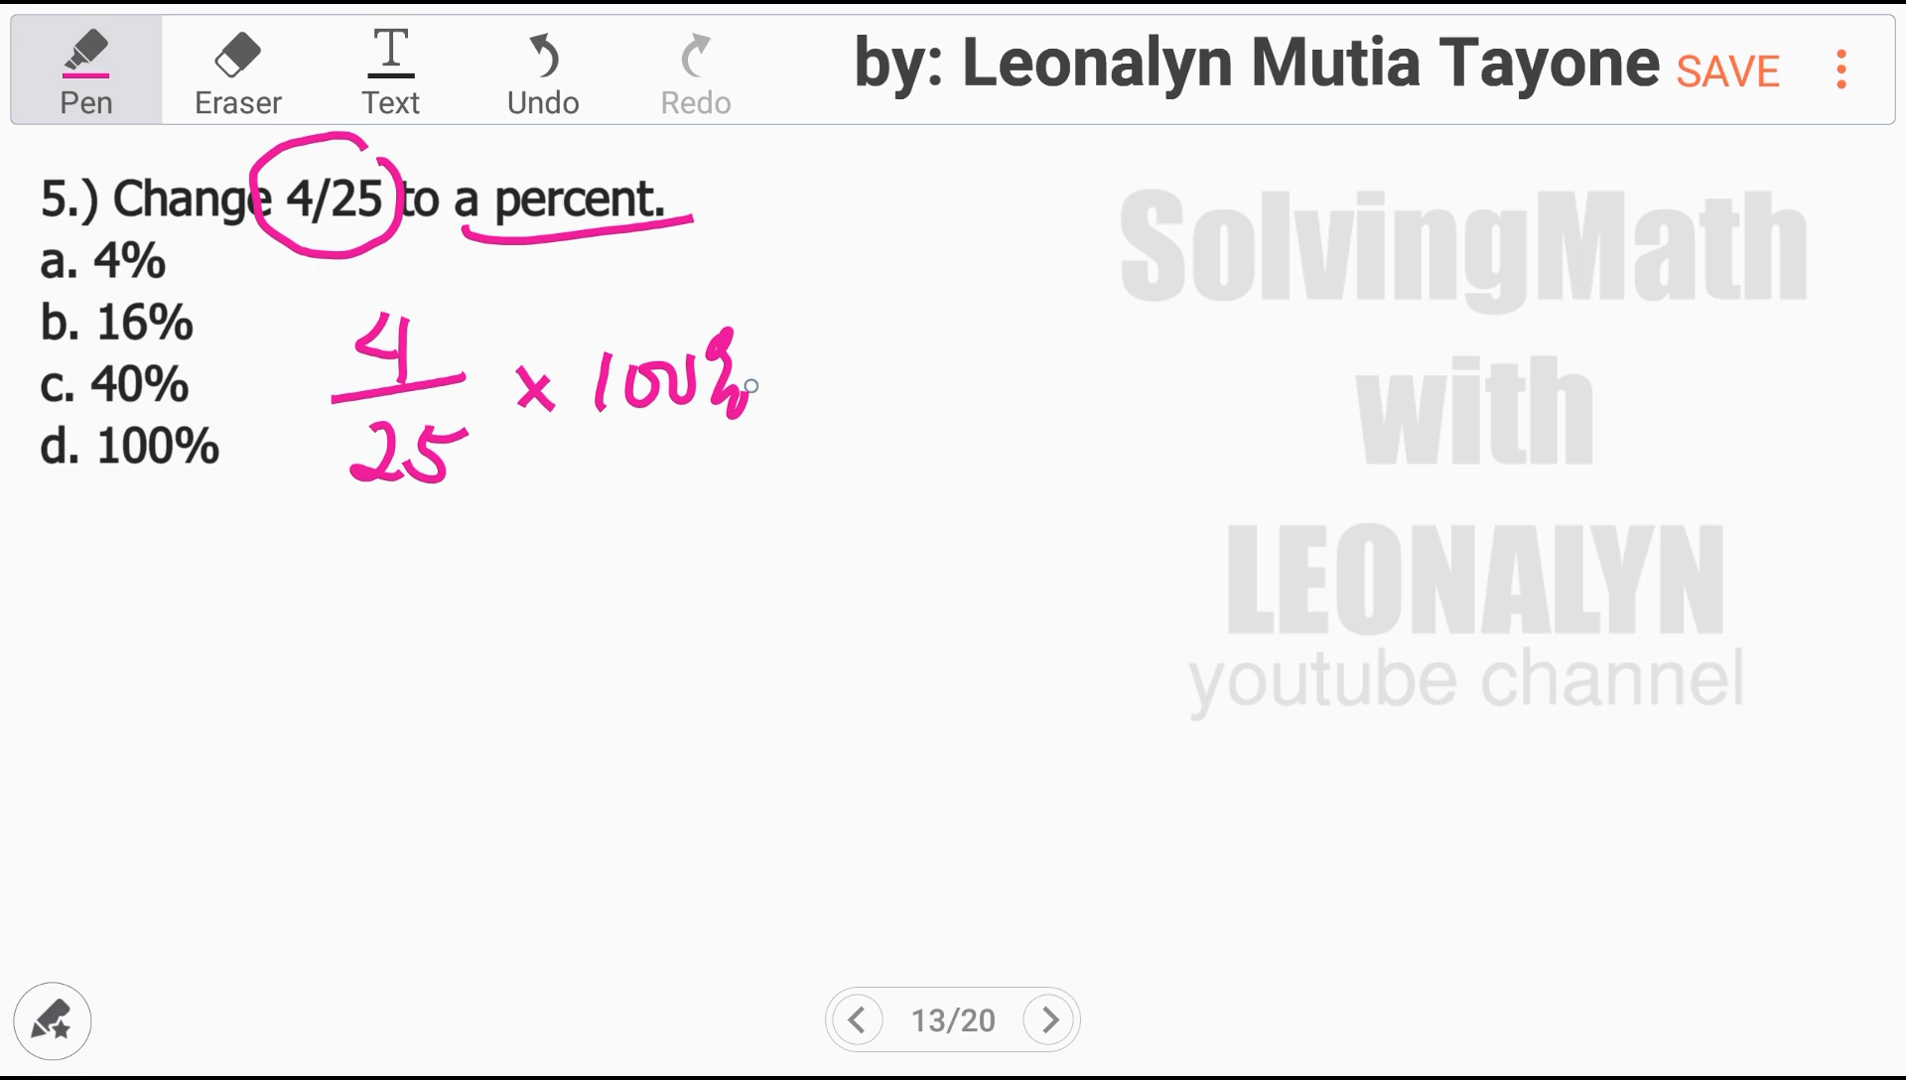 Pen Eraser Text Undo Redo by: Leonalyn Mutia Tayone SAVE
5.) Change 4/25 to a percent.
a. 4%
b. 16%
c. 40%
d. 100%
4
25
× 100%
SolvingMath
with
LEONALYN
youtube channel
13/20